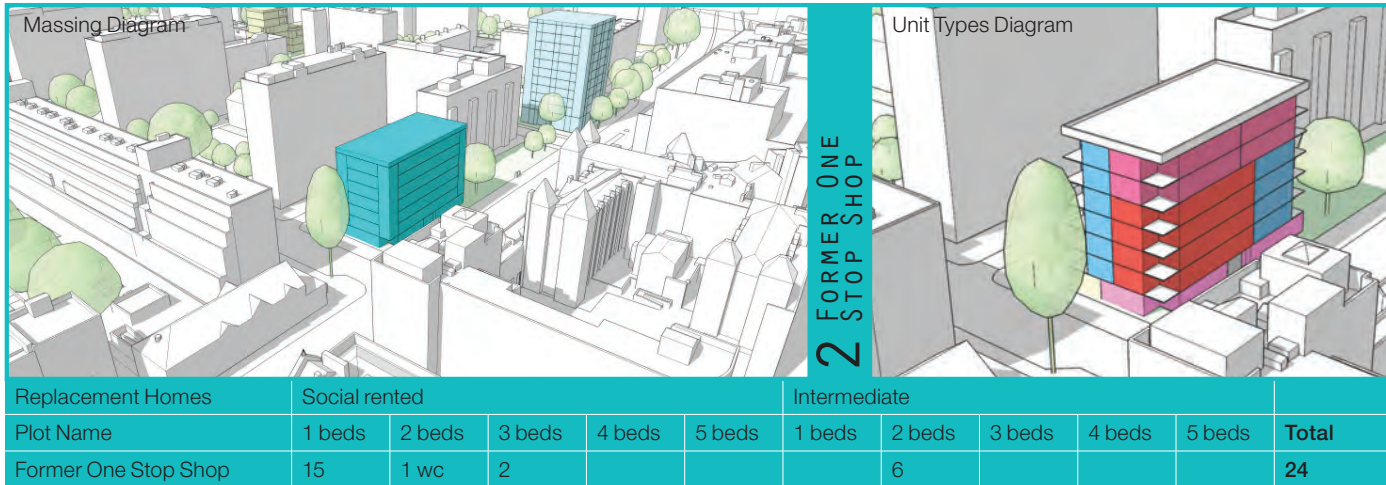 Massing Diagram
2 FORMER ONE
STOP SHOP
Unit Types Diagram
Replacement Homes Social rented Intermediate
Plot Name 1 beds 2 beds 3 beds 4 beds 5 beds 1 beds 2 beds 3 beds 4 beds 5 beds Total
Former One Stop Shop 15 1 wc 2 6 24